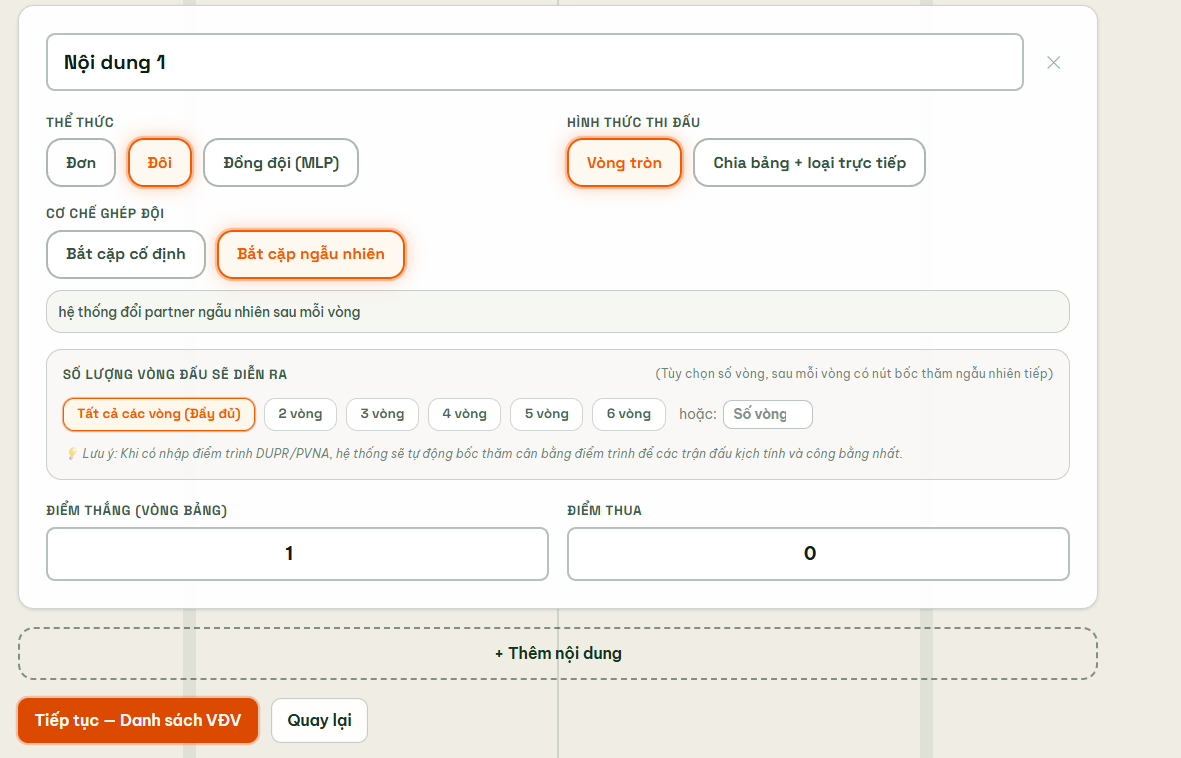 Nội dung 1
THỂ THỨC
HÌNH THỨC THI ĐẤU
Đơn
Đôi
Đồng đội (MLP)
Vòng tròn
Chia bảng + loại trực tiếp
CƠ CHẾ GHÉP ĐỘI
Bắt cặp cố định
Bắt cặp ngẫu nhiên
hệ thống đổi partner ngẫu nhiên sau mỗi vòng
SỐ LƯỢNG VÒNG ĐẤU SẼ DIỄN RA
(Tùy chọn số vòng, sau mỗi vòng có nút bốc thăm ngẫu nhiên tiếp)
Tất cả các vòng (Đầy đủ)
2 vòng
3 vòng
4 vòng
5 vòng
6 vòng
hoặc:
Số vòng
Lưu ý: Khi có nhập điểm trình DUPR/PVNA, hệ thống sẽ tự động bốc thăm cân bằng điểm trình để các trận đấu kịch tính và công bằng nhất.
ĐIỂM THẮNG (VÒNG BẢNG)
ĐIỂM THUA
1
0
+ Thêm nội dung
Tiếp tục — Danh sách VĐV
Quay lại